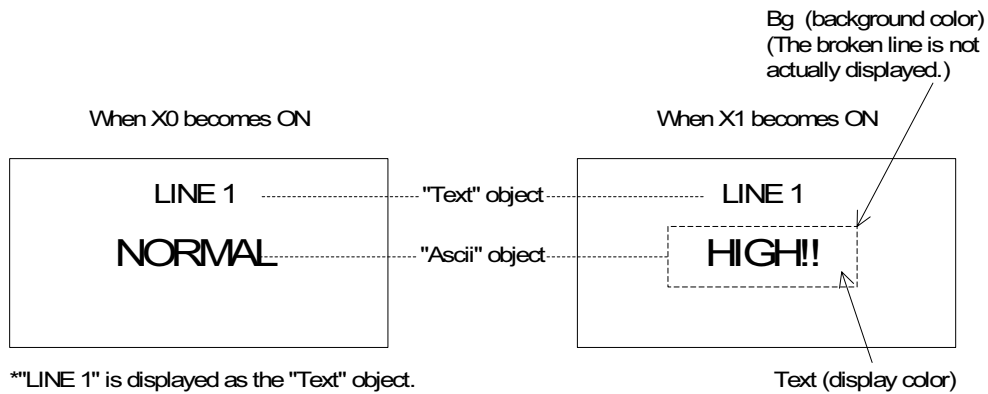 Bg (background color)
(The broken line is not
actually displayed.)
When X0 becomes ON
When X1 becomes ON
LINE 1
"Text" object
LINE 1
NORMAL
"Ascii" object
HIGH!!
*"LINE 1" is displayed as the "Text" object.
Text (display color)